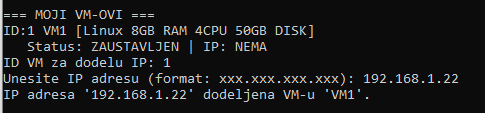 === MOJI VM-OVI ===
ID:1 VM1 [Linux 8GB RAM 4CPU 50GB DISK]
   Status: ZAUSTAVLJEN | IP: NEMA
ID VM za dodelu IP: 1
Unesite IP adresu (format: xxx.xxx.xxx.xxx): 192.168.1.22
IP adresa '192.168.1.22' dodeljena VM-u 'VM1'.